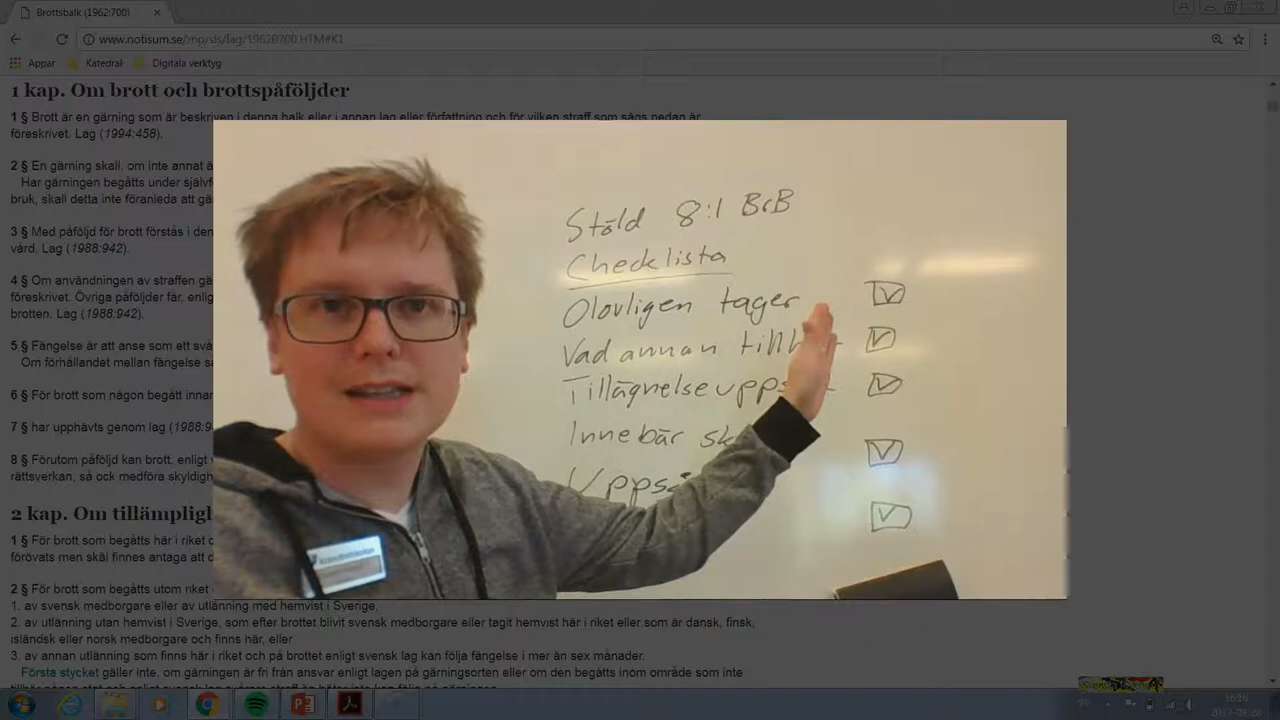 Brottsbalk (1962:700)
www.notisum.se/rnp/sls/lag/19620700.HTM#K1
Appar Katedral Digitala verktyg
1 kap. Om brott och brottspåföljder
1 § Brott är en gärning som är beskriven i denna balk eller i annan lag eller författning och för vilken straff som sägs nedan är
föreskrivet. Lag (1994:458).
2 § En gärning skall, om inte annat
Har gärningen begåtts under
bruk, skall detta inte föranleda att
3 § Med påföljd för brott förstås i
vård. Lag (1988:942).
4 § Om användningen av straffen
föreskrivet. Övriga påföljder får,
brotten. Lag (1988:942).
5 § Fängelse är att anse som ett
Om förhållandet mellan fängelse
6 § För brott som någon begått
7 § har upphävts genom lag
8 § Förutom påföljd kan brott, enligt
rättsverkan, så och medföra
2 kap. Om
1 § För brott som begåtts här i riket
förövats men skäl finnes antaga att
2 § För brott som begåtts utom riket
1. av svensk medborgare eller av utlänning med hemvist i Sverige,
2. av utlänning utan hemvist i Sverige, som efter brottet blivit svensk medborgare eller tagit hemvist här i riket eller som är dansk, finsk,
isländsk eller norsk medborgare och finns här, eller
3. av annan utlänning som finns här i riket och på brottet enligt svensk lag kan följa fängelse i mer än sex månader.
Första stycket gäller inte, om gärningen är fri från ansvar enligt lagen på gärningsorten eller om den begåtts inom område som inte
Stöld 8:1 BrB
Checklista
Olovligen tager
Vad annan
Innebär
16:16
2017-09-28